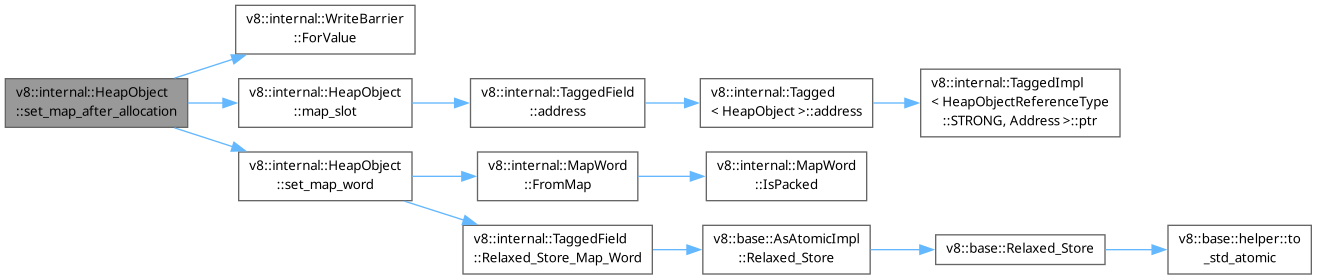 v8::internal::WriteBarrier
::ForValue
v8::internal::HeapObject
::set_map_after_allocation
v8::internal::HeapObject
::map_slot
v8::internal::TaggedField
::address
v8::internal::Tagged
< HeapObject >::address
v8::internal::TaggedImpl
< HeapObjectReferenceType
::STRONG, Address >::ptr
v8::internal::HeapObject
::set_map_word
v8::internal::MapWord
::FromMap
v8::internal::MapWord
::IsPacked
v8::internal::TaggedField
::Relaxed_Store_Map_Word
v8::base::AsAtomicImpl
::Relaxed_Store
v8::base::Relaxed_Store
v8::base::helper::to
_std_atomic